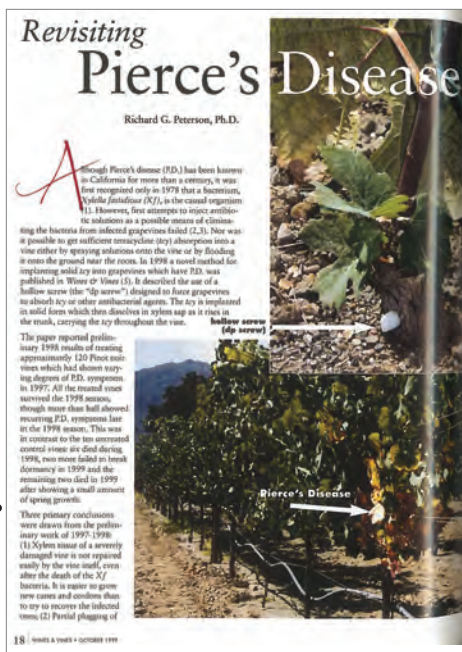 Revisiting
Pierce's Disease
Richard G. Peterson, Ph.D.
Although Pierce's disease (P.D.) has been known
in California for more than a century, it was
first recognized only in 1978 that a bacterium,
Xylella fastidiosa (Xf), is the casual organism
(1). However, first attempts to inject antibio-
tic solutions as a possible means of elimina-
ting the bacteria from infected grapevines failed (2,3). Nor was
it possible to get sufficient tetracycline (tcy) absorption into a
vine either by spraying solutions onto the vine or by flooding
it onto the ground near the roots. In 1998 a novel method for
implanting solid tcy into grapevines which have P.D. was
published in Wines & Vines (5). It described the use of a
hollow screw (the "dp screw") designed to force grapevines
to absorb tcy or other antibacterial agents. The tcy is implanted
in solid form which then dissolves in xylem sap as it rises in
the trunk, carrying the tcy throughout the vine.
hollow screw
(dp screw)
The paper reported prelim-
inary 1998 results of treating
approximately 120 Pinot noir
vines which had shown vary-
ing degrees of P.D. symptoms
in 1997. All the treated vines
survived the 1998 season,
though more than half showed
recurring P.D. symptoms late
in the 1998 season. This was
in contrast to the ten untreated
control vines: six died during
1998, two more failed to break
dormancy in 1999 and the
remaining two died in 1999
after showing a small amount
of spring growth.
Pierce's Disease
Three primary conclusions
were drawn from the prelim-
inary work of 1997-1998:
(1) Xylem tissue of a severely
damaged vine is not repaired
easily by the vine itself, even
after the death of the Xf
bacteria. It is easier to grow
new canes and cordons than
to try to recover the infected
ones; (2) Partial plugging of
18 WINES & VINES • OCTOBER 1999